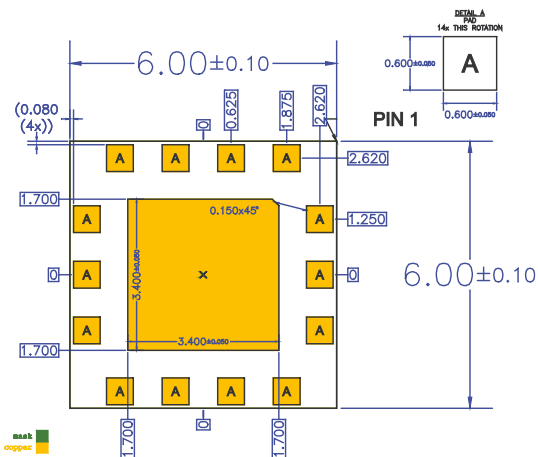 DETAIL A
PAD
14x THIS ROTATION
6.00±0.10
0.600±0.050
A
0.600±0.050
(0.080
(4x))
0
0.625
1.875
2.620
PIN 1
A A A A
2.620
1.700
0.150x45°
A
A
1.250
0
A
3.400±0.050
×
A
0
6.00±0.10
A
A
3.400±0.050
1.700
A A A A
1.700
0
1.700
mask
copper